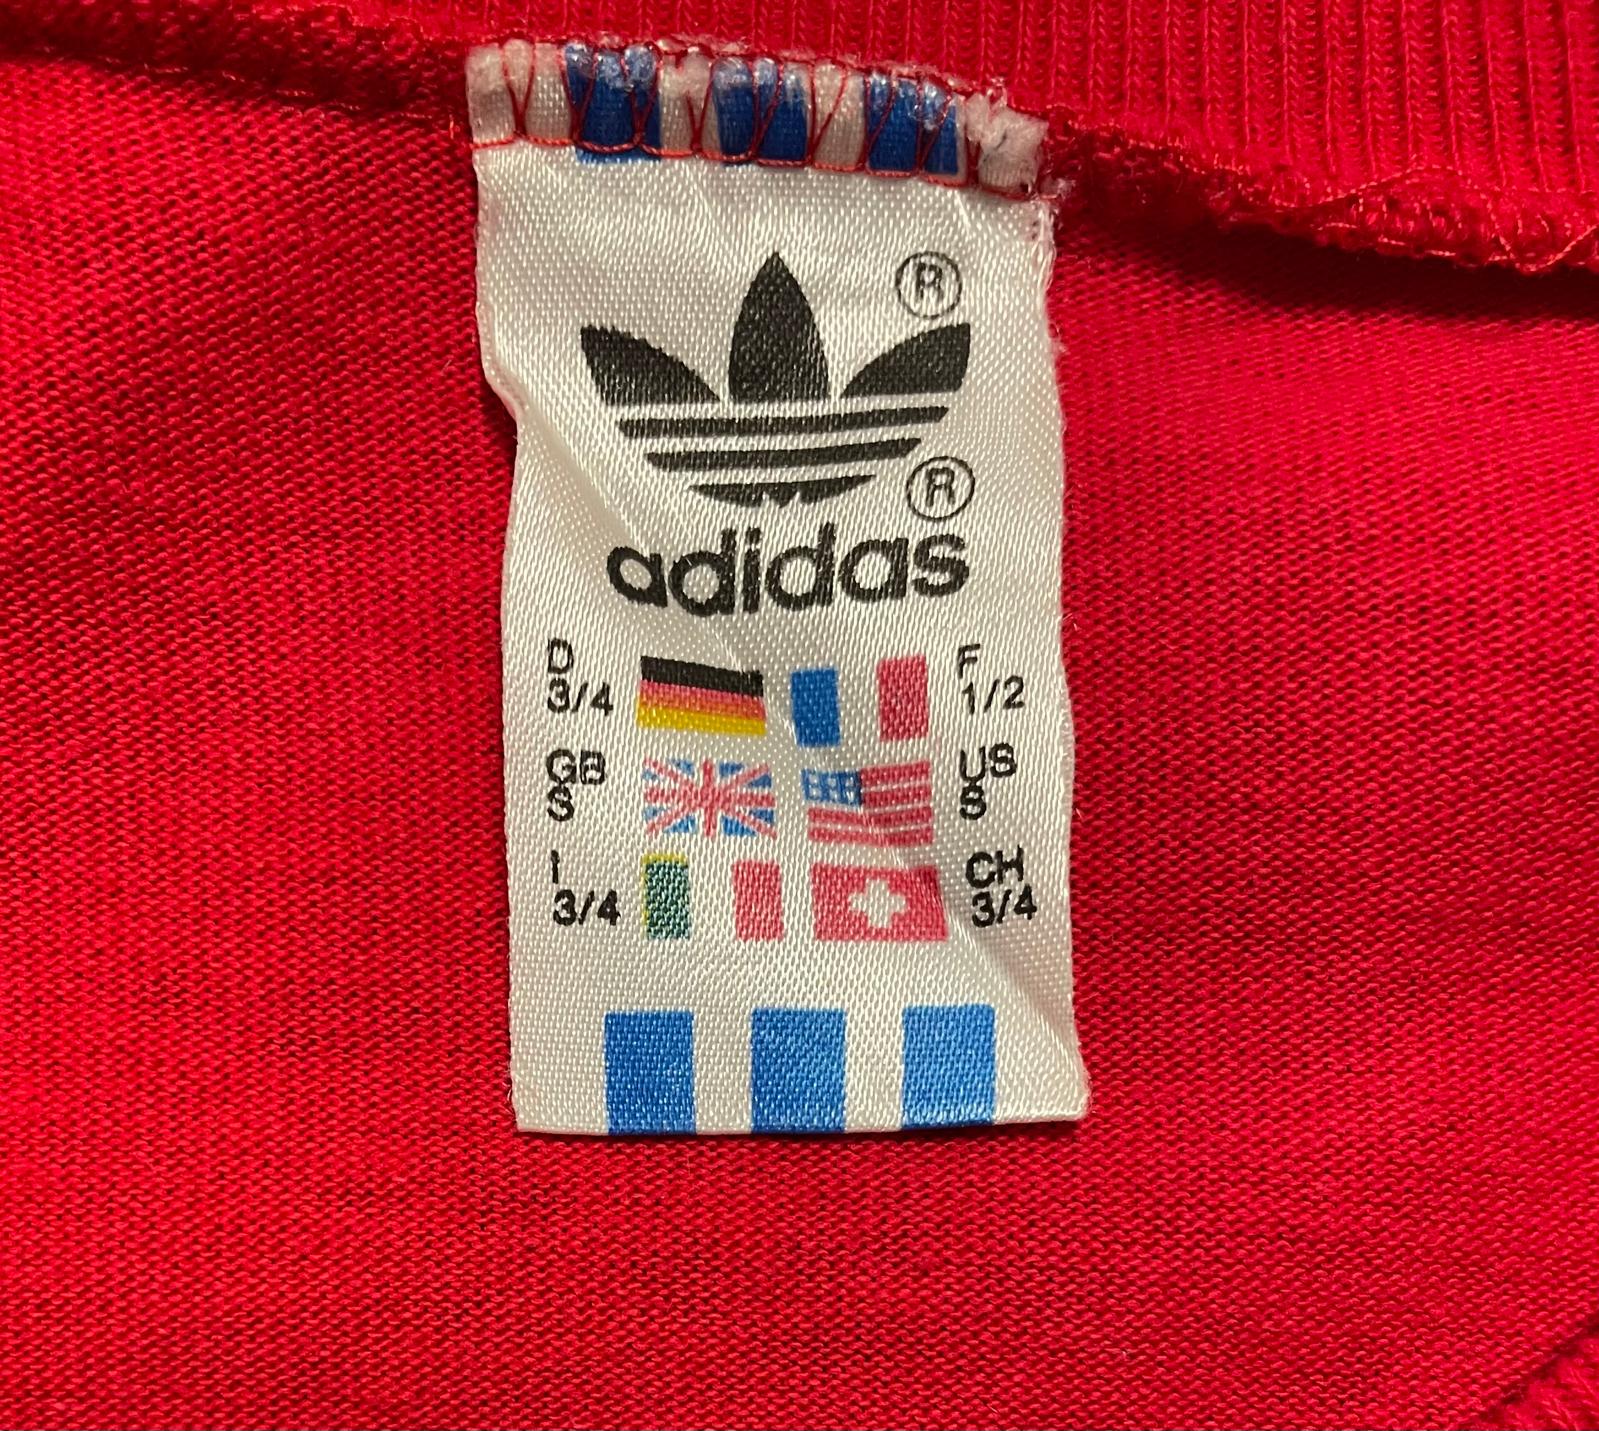 ®
®
adidas
D F
3/4 1/2
GB US
S S
I CH
3/4 3/4